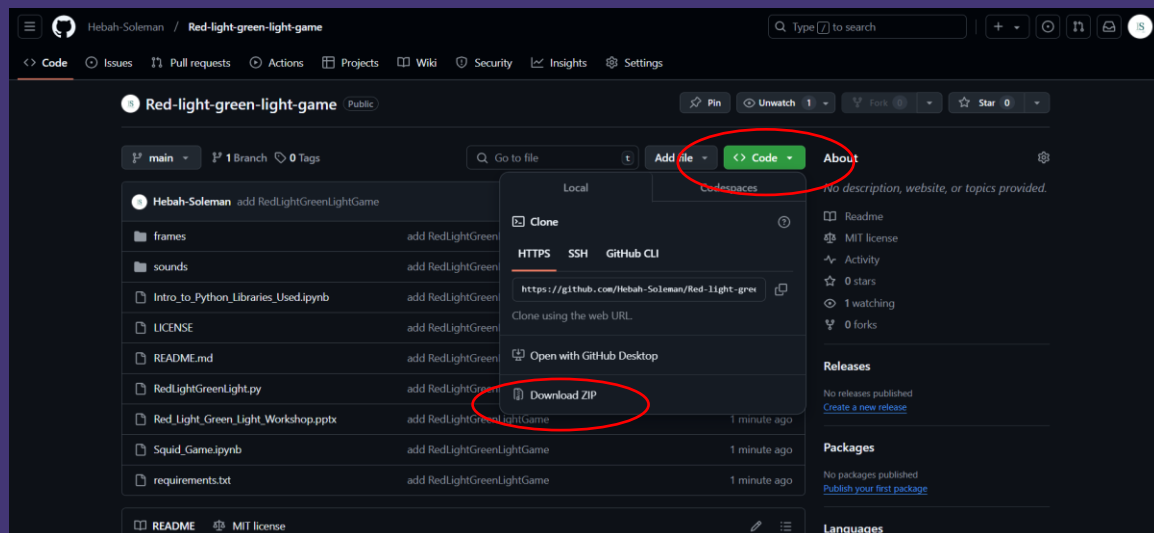 Hebah-Soleman / Red-light-green-light-game
Type / to search
<> Code Issues Pull requests Actions Projects Wiki Security Insights Settings
Red-light-green-light-game Public
Pin Unwatch 1 Fork 0 Star 0
main 1 Branch 0 Tags
Go to file t
Add file <> Code
Local Codespaces
Clone
HTTPS SSH GitHub CLI
https://github.com/Hebah-Soleman/Red-light-gree
Clone using the web URL.
Open with GitHub Desktop
Download ZIP
Hebah-Soleman add RedLightGreenLightGame
frames add RedLightGreenl
sounds add RedLightGreenl
Intro_to_Python_Libraries_Used.ipynb add RedLightGreenl
LICENSE add RedLightGreenl
README.md add RedLightGreenl
RedLightGreenLight.py add RedLightGreenl
Red_Light_Green_Light_Workshop.pptx add RedLightGreenLightGame 1 minute ago
Squid_Game.ipynb add RedLightGreenLightGame 1 minute ago
requirements.txt add RedLightGreenLightGame 1 minute ago
README MIT license
About
No description, website, or topics provided.
Readme
MIT license
Activity
0 stars
1 watching
0 forks
Releases
No releases published
Create a new release
Packages
No packages published
Publish your first package
Languages